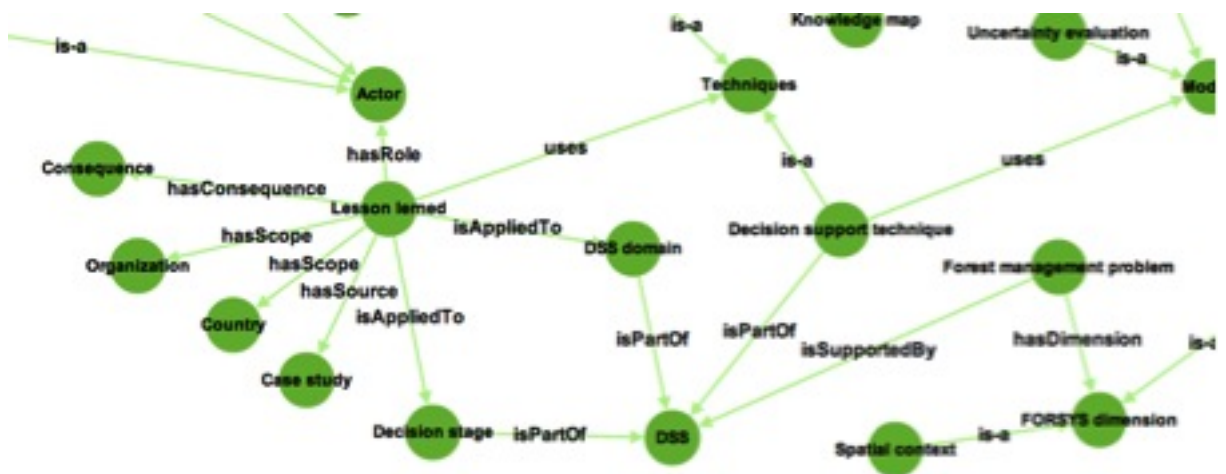 Knowledge map
is-a
Uncertainty evaluation
is-a
is-a
Techniques
Mod
Actor
uses
hasRole
is-a
uses
Consequence
hasConsequence
Lesson lerned
isAppliedTo
DSS domain
Decision support technique
hasScope
Organization
hasScope
Forest management problem
hasSource
Country
isAppliedTo
isPartOf
isPartOf
isSupportedBy
hasDimension
is-a
Case study
FORSYS dimension
Decision stage
isPartOf
DSS
is-a
Spatial context